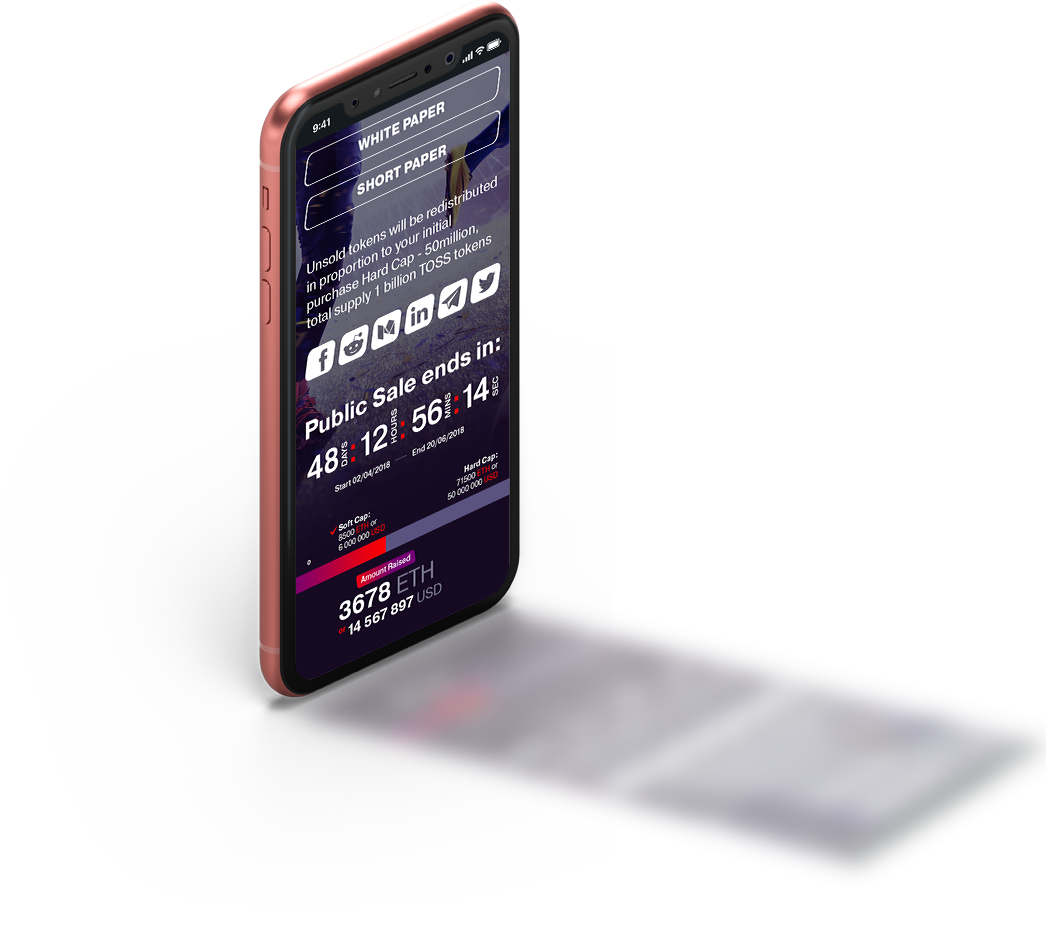 9:41
WHITE PAPER
SHORT PAPER
Unsold tokens will be redistributed
in proportion to your initial
purchase Hard Cap - 50million,
total supply 1 billion TOSS tokens
Public Sale ends in:
48 DAYS : 12 HOURS : 56 MINS : 14 SEC
Start 02/04/2018 End 20/06/2018
Hard Cap:
71500 ETH or
50 000 000 USD
Soft Cap:
8500 ETH or
6 000 000 USD
0
Amount Raised
3678 ETH
OR 14 567 897 USD